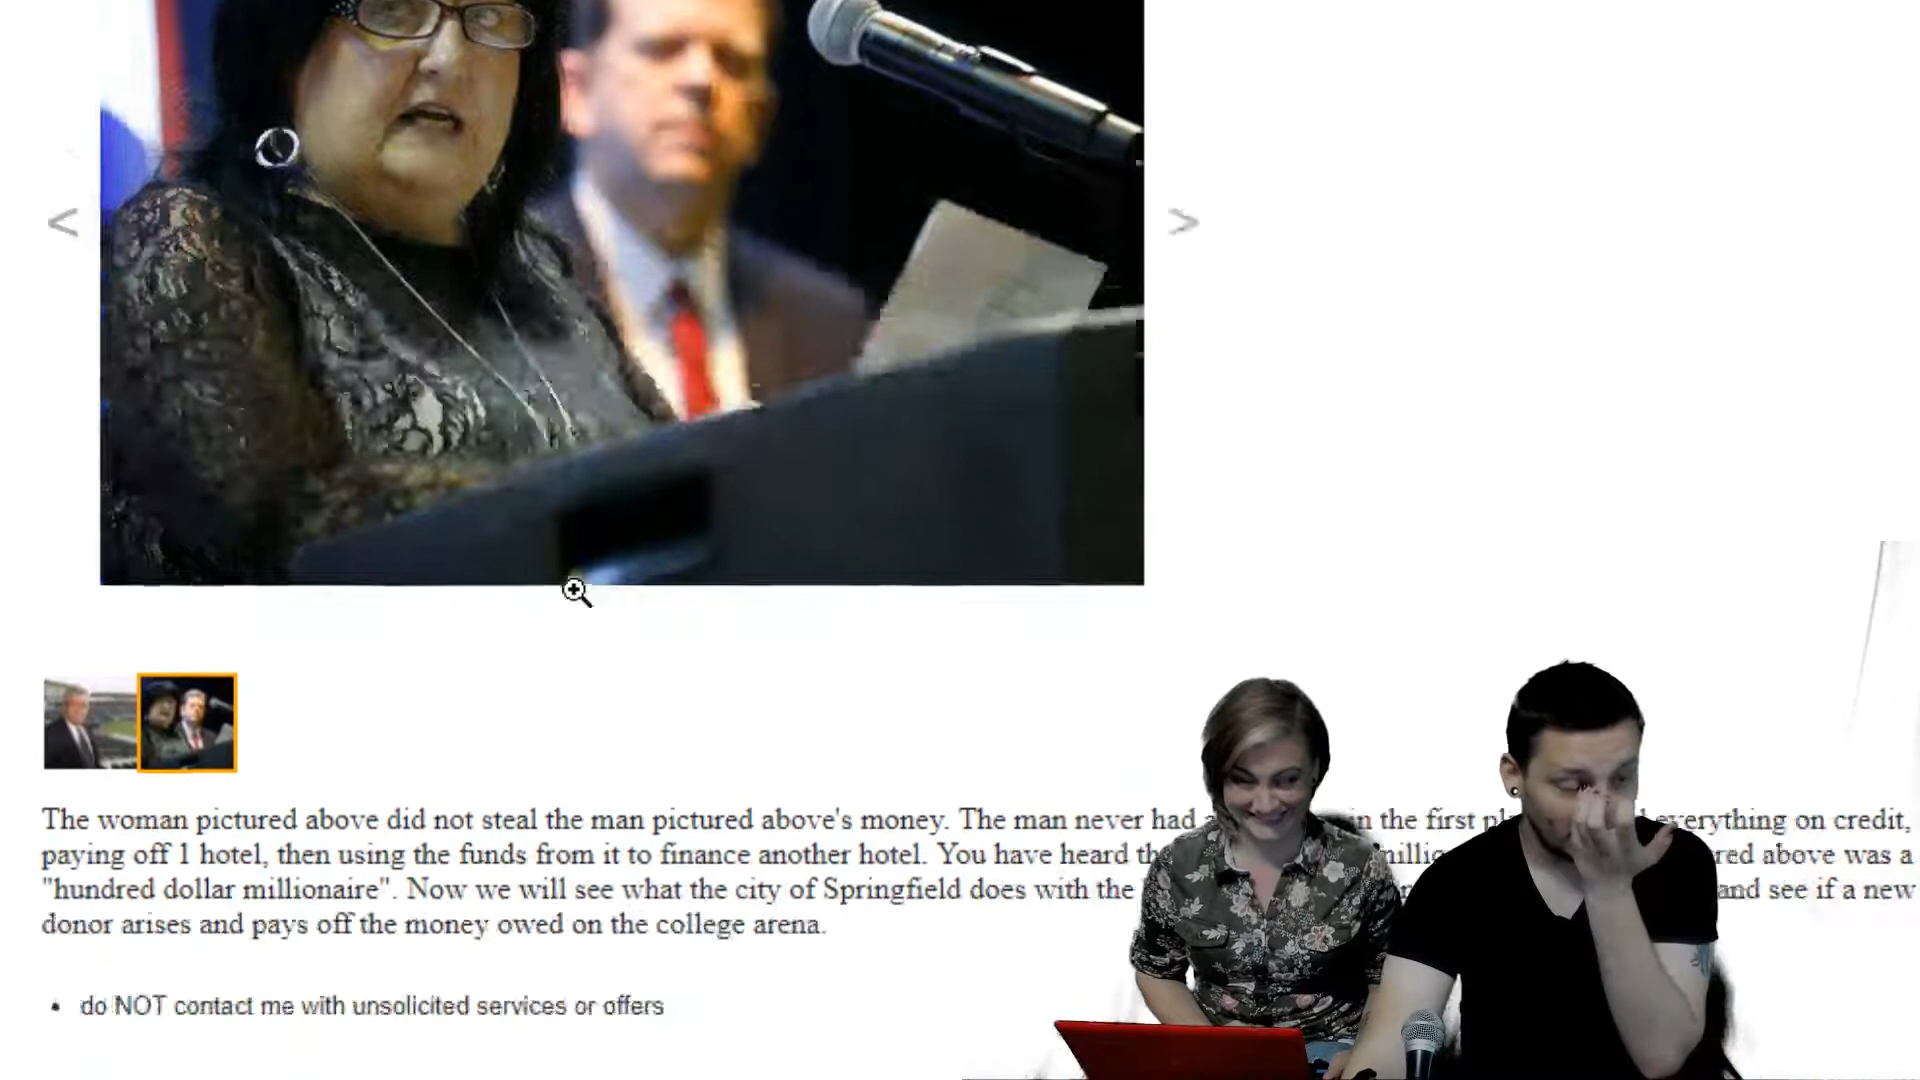 <
>
The woman pictured above did not steal the man pictured above's money. The man never had a in the first everything on credit,
paying off 1 hotel, then using the funds from it to finance another hotel. You have heard above was a
"hundred dollar millionaire". Now we will see what the city of Springfield does with the and see if a new
donor arises and pays off the money owed on the college arena.
• do NOT contact me with unsolicited services or offers